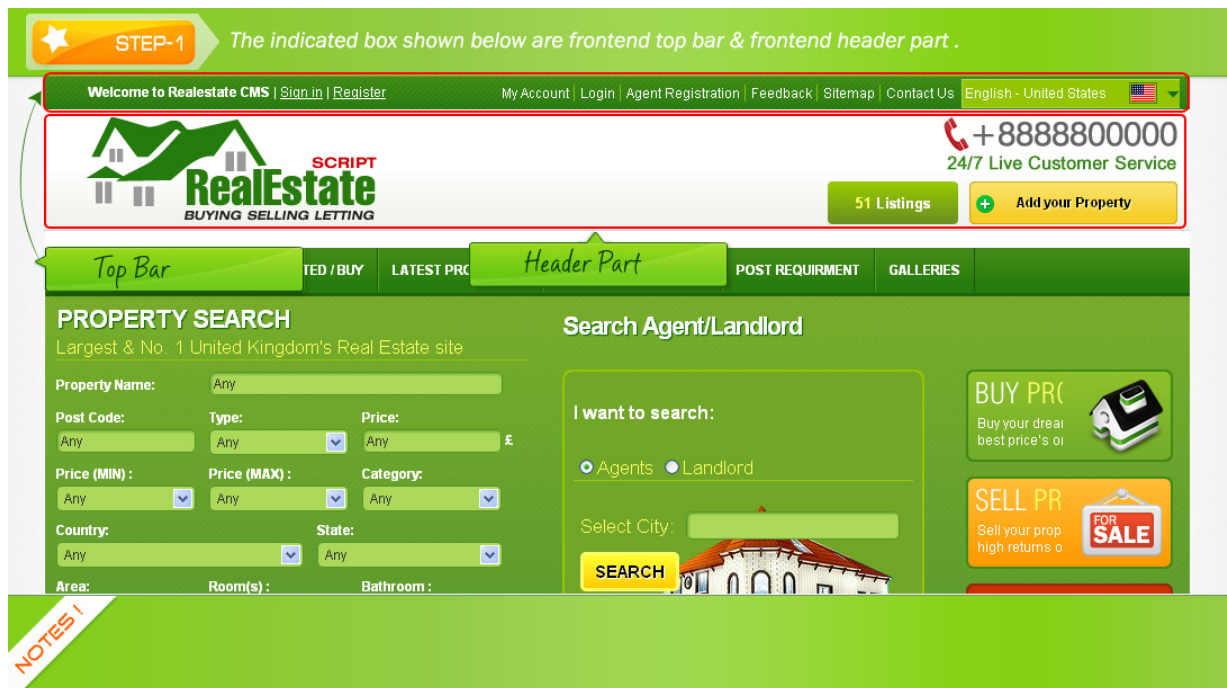 STEP-1
The indicated box shown below are frontend top bar & frontend header part .
Welcome to Realestate CMS | Sign in | Register
My Account | Login | Agent Registration | Feedback | Sitemap | Contact Us
English - United States
SCRIPT
RealEstate
BUYING SELLING LETTING
+8888800000
24/7 Live Customer Service
51 Listings
Add your Property
Top Bar
Header Part
TED / BUY
LATEST PRO
POST REQUIRMENT
GALLERIES
PROPERTY SEARCH
Largest & No. 1 United Kingdom's Real Estate site
Property Name:
Any
Post Code:
Type:
Price:
Any
Any
Any
£
Price (MIN) :
Price (MAX) :
Category:
Any
Any
Any
Country:
State:
Any
Any
Area:
Room(s) :
Bathroom :
Search Agent/Landlord
I want to search:
Agents
Landlord
Select City:
SEARCH
BUY PR
Buy your drea
best price's o
SELL PR
Sell your prop
high returns o
FOR
SALE
NOTES !